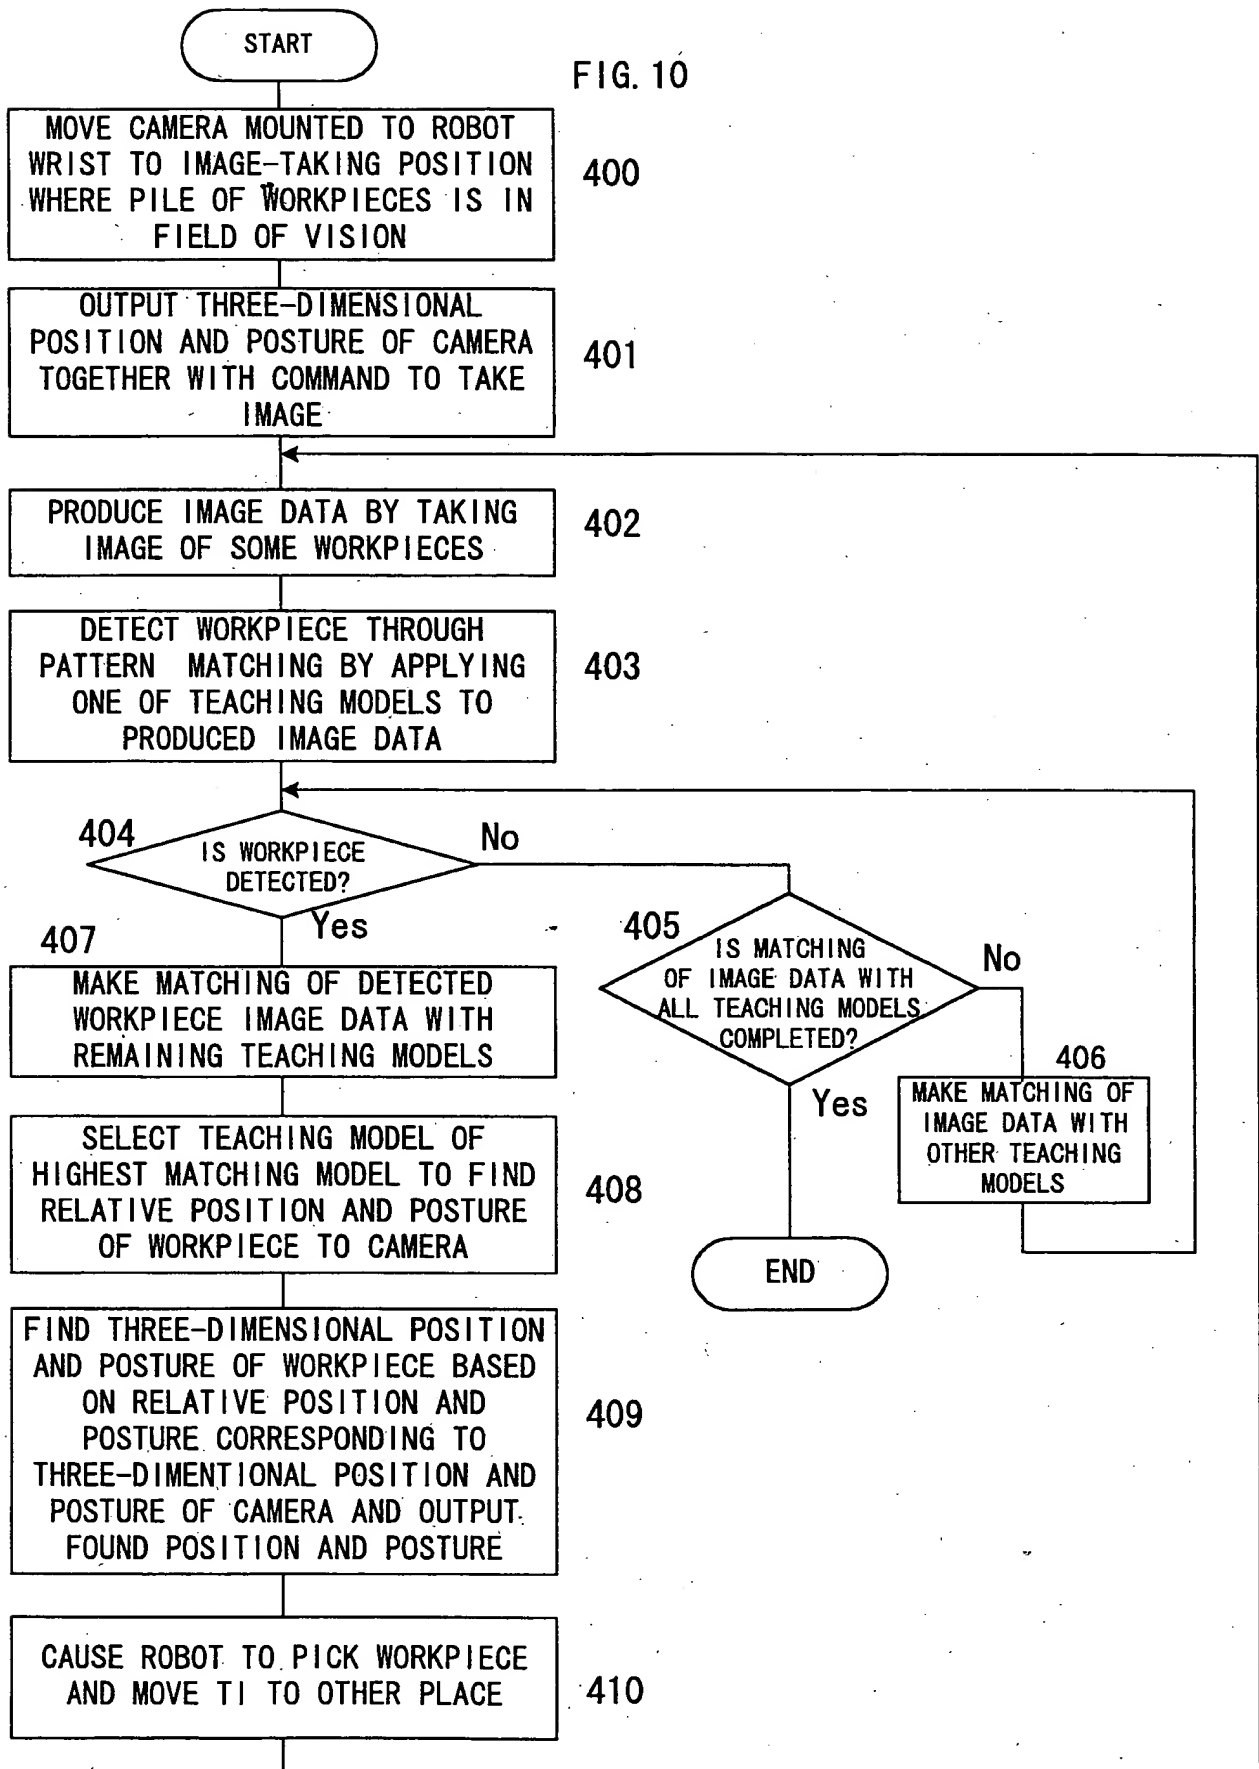 START
FIG. 10
MOVE CAMERA MOUNTED TO ROBOT
WRIST TO IMAGE-TAKING POSITION
WHERE PILE OF WORKPIECES IS IN
FIELD OF VISION
400
OUTPUT THREE-DIMENSIONAL
POSITION AND POSTURE OF CAMERA
TOGETHER WITH COMMAND TO TAKE
IMAGE
401
PRODUCE IMAGE DATA BY TAKING
IMAGE OF SOME WORKPIECES
402
DETECT WORKPIECE THROUGH
PATTERN MATCHING BY APPLYING
ONE OF TEACHING MODELS TO
PRODUCED IMAGE DATA
403
404
IS WORKPIECE
DETECTED?
No
Yes
405
IS MATCHING
OF IMAGE DATA WITH
ALL TEACHING MODELS
COMPLETED?
No
Yes
406
MAKE MATCHING OF
IMAGE DATA WITH
OTHER TEACHING
MODELS
END
407
MAKE MATCHING OF DETECTED
WORKPIECE IMAGE DATA WITH
REMAINING TEACHING MODELS
SELECT TEACHING MODEL OF
HIGHEST MATCHING MODEL TO FIND
RELATIVE POSITION AND POSTURE
OF WORKPIECE TO CAMERA
408
FIND THREE-DIMENSIONAL POSITION
AND POSTURE OF WORKPIECE BASED
ON RELATIVE POSITION AND
POSTURE CORRESPONDING TO
THREE-DIMENTIONAL POSITION AND
POSTURE OF CAMERA AND OUTPUT
FOUND POSITION AND POSTURE
409
CAUSE ROBOT TO PICK WORKPIECE
AND MOVE TI TO OTHER PLACE
410